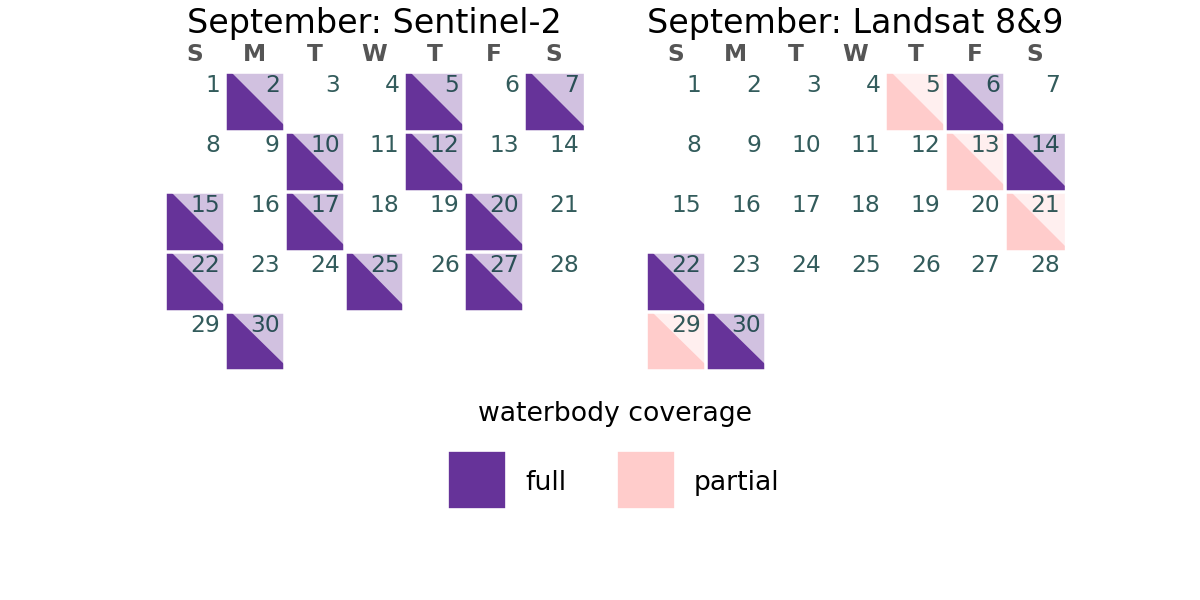 September: Sentinel-2
S M T W T F S
1 2 3 4 5 6 7
8 9 10 11 12 13 14
15 16 17 18 19 20 21
22 23 24 25 26 27 28
29 30
September: Landsat 8&9
S M T W T F S
1 2 3 4 5 6 7
8 9 10 11 12 13 14
15 16 17 18 19 20 21
22 23 24 25 26 27 28
29 30
waterbody coverage
full partial